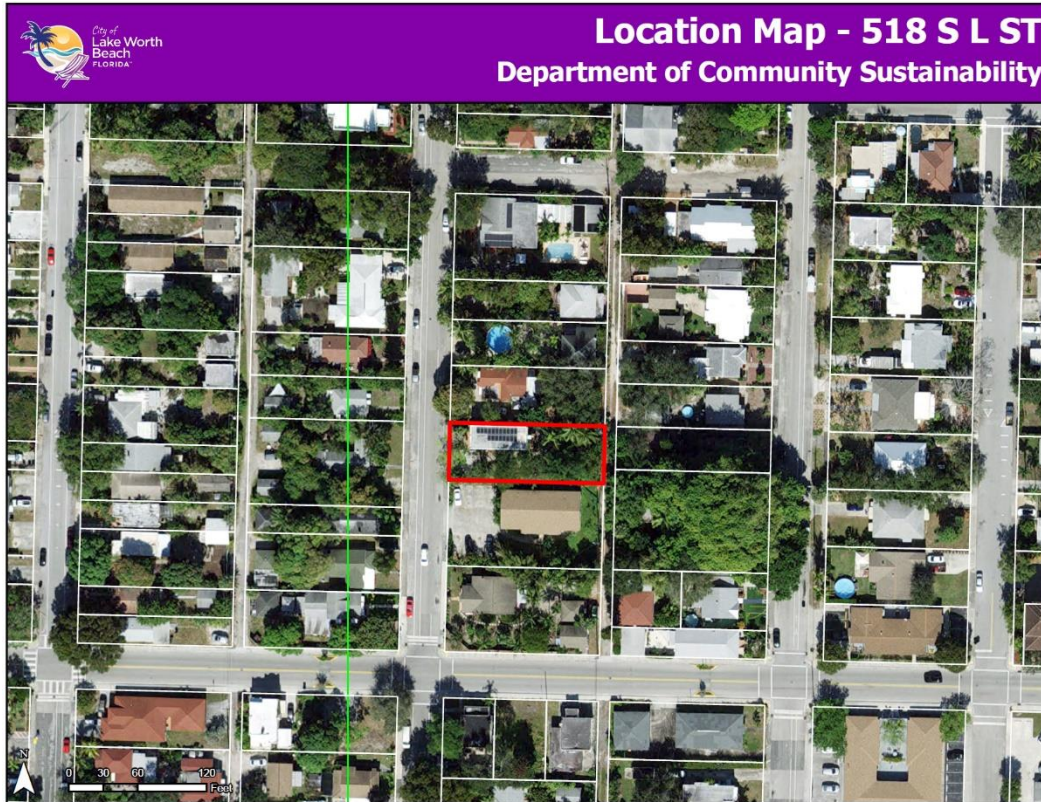 City of
Lake Worth
Beach
FLORIDA
Location Map - 518 S L ST
Department of Community Sustainability
N
0 30 60 120
Feet